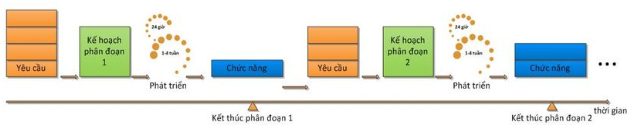 Yêu cầu
Kế hoạch
phân đoạn
1
24 giờ
1-4 tuần
Phát triển
Chức năng
Yêu cầu
Kế hoạch
phân đoạn
2
24 giờ
1-4 tuần
Phát triển
Chức năng
...
Kết thúc phân đoạn 1
Kết thúc phân đoạn 2
thời gian